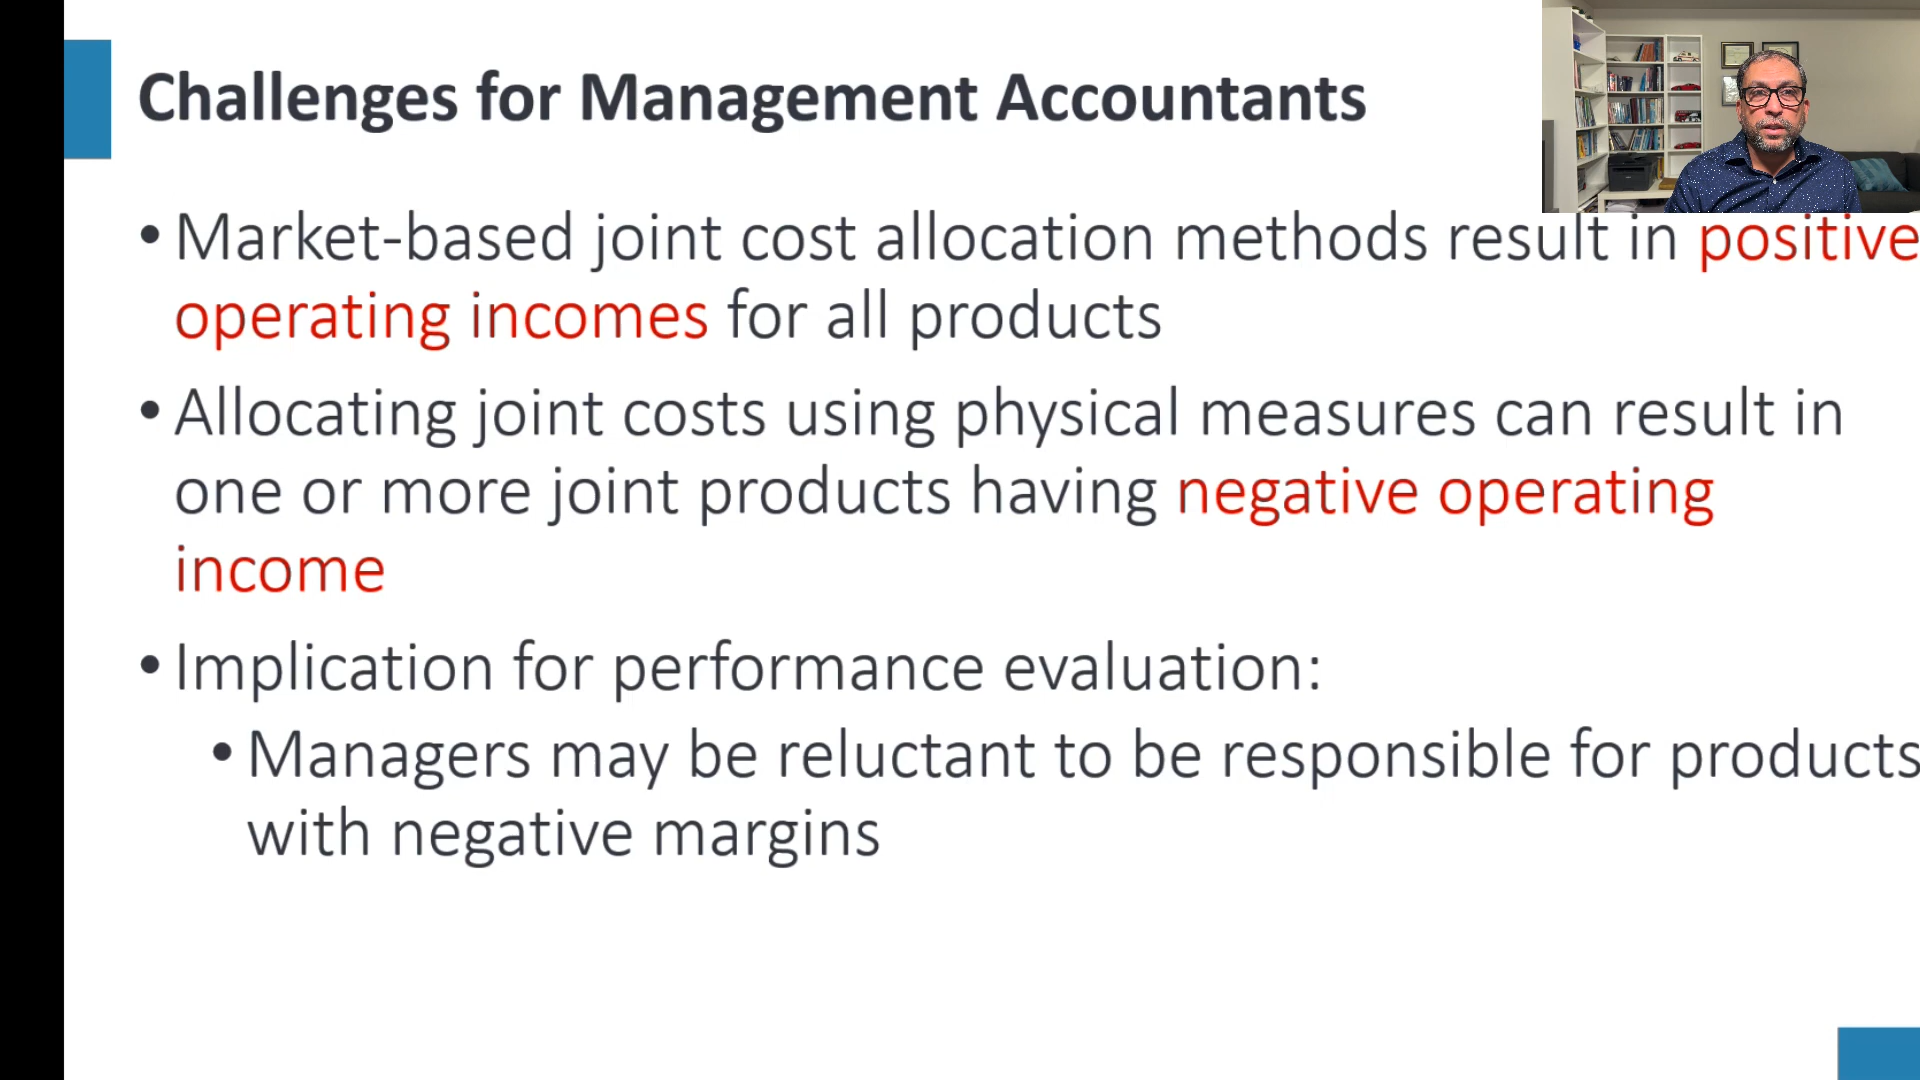 Challenges for Management Accountants
• Market-based joint cost allocation methods result in positive
operating incomes for all products
• Allocating joint costs using physical measures can result in
one or more joint products having negative operating
income
• Implication for performance evaluation:
• Managers may be reluctant to be responsible for products
with negative margins